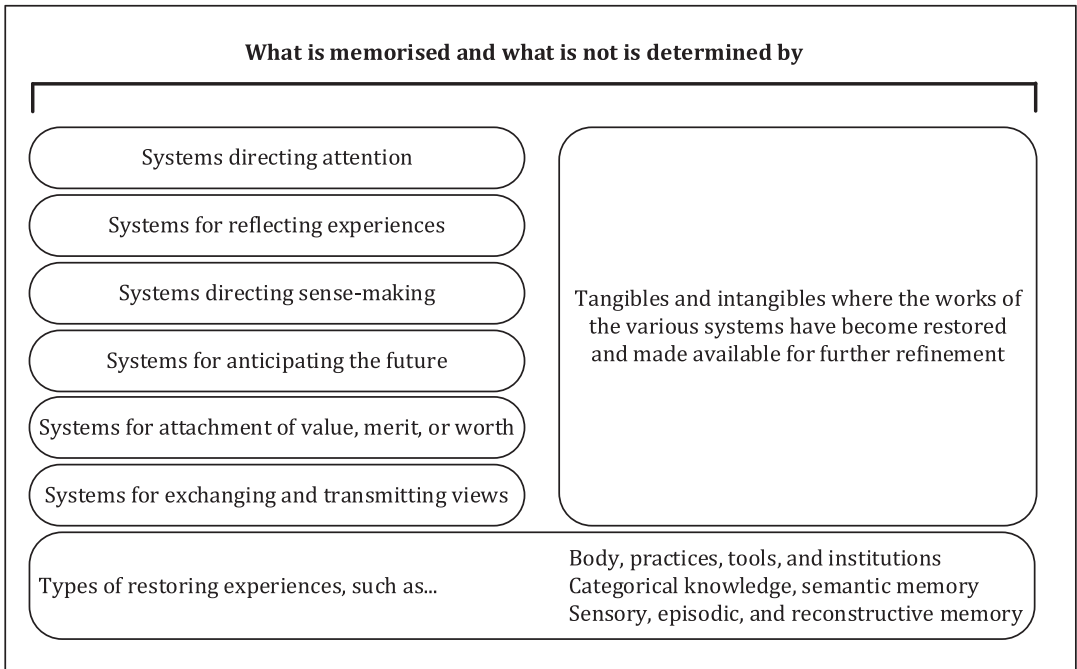 What is memorised and what is not is determined by
Systems directing attention
Systems for reflecting experiences
Systems directing sense-making
Systems for anticipating the future
Systems for attachment of value, merit, or worth
Systems for exchanging and transmitting views
Tangibles and intangibles where the works of
the various systems have become restored
and made available for further refinement
Types of restoring experiences, such as...
Body, practices, tools, and institutions
Categorical knowledge, semantic memory
Sensory, episodic, and reconstructive memory